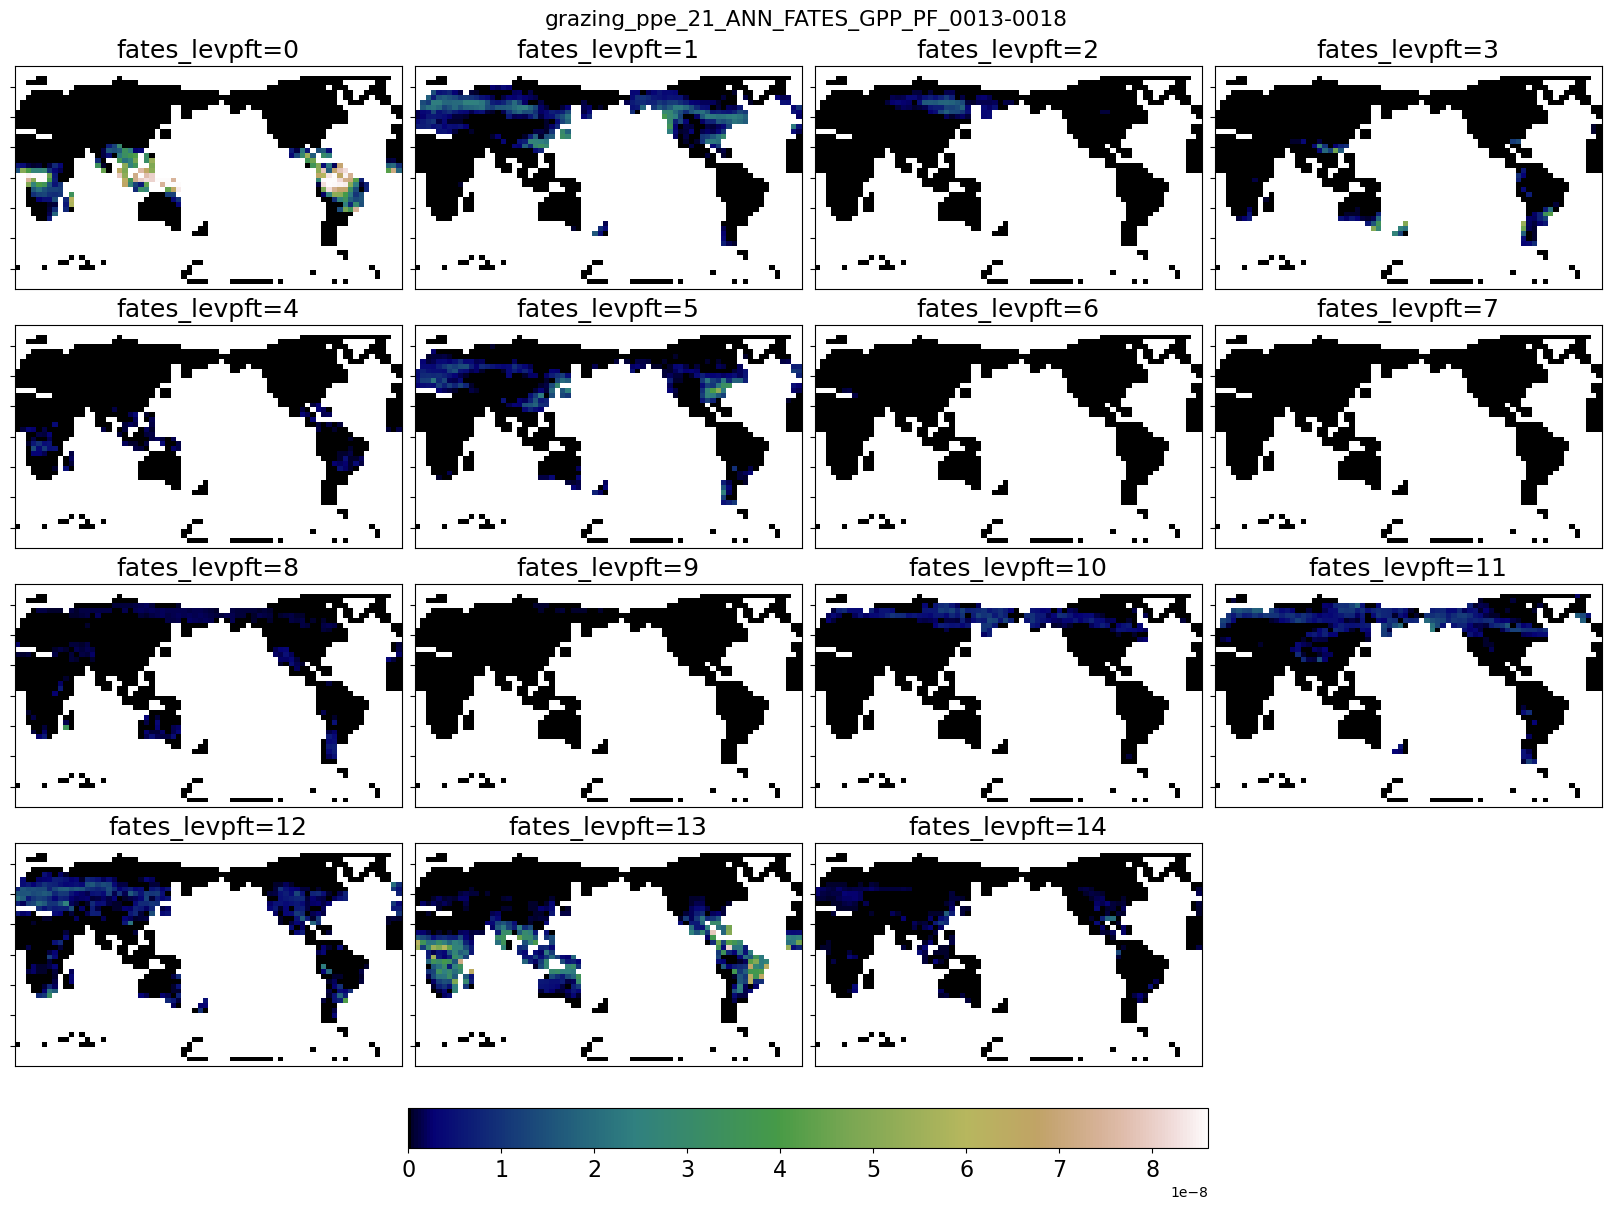 grazing_ppe_21_ANN_FATES_GPP_PF_0013-0018
fates_levpft=0
fates_levpft=1
fates_levpft=2
fates_levpft=3
fates_levpft=4
fates_levpft=5
fates_levpft=6
fates_levpft=7
fates_levpft=8
fates_levpft=9
fates_levpft=10
fates_levpft=11
fates_levpft=12
fates_levpft=13
fates_levpft=14
0 1 2 3 4 5 6 7 8
1e−8